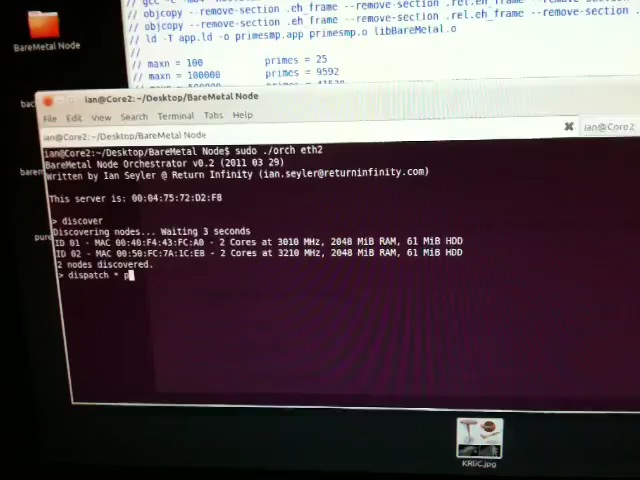 // objcopy --remove-section .eh_frame --remove-section .rel.eh_frame --remove-section
// objcopy --remove-section .eh_frame --remove-section .rel.eh_frame --remove-section
// ld -T app.ld -o primesmp.app primesmp.o libBareMetal.o
// maxn = 100 primes = 25
// maxn = 100000 primes = 9592
BareMetal Node
ian@Core2: ~/Desktop/BareMetal Node
File Edit View Search Terminal Tabs Help
ian@Core2: ~/Desktop/BareMetal Node
ian@Core2
ian@Core2:~/Desktop/BareMetal Node$ sudo ./orch eth2
BareMetal Node Orchestrator v0.2 (2011 03 29)
Written by Ian Seyler @ Return Infinity (ian.seyler@returninfinity.com)
This server is: 00:04:75:72:D2:F8
> discover
Discovering nodes... Waiting 3 seconds
ID 01 - MAC 00:40:F4:43:FC:A0 - 2 Cores at 3010 MHz, 2048 MiB RAM, 61 MiB HDD
ID 02 - MAC 00:50:FC:7A:1C:E8 - 2 Cores at 3210 MHz, 2048 MiB RAM, 61 MiB HDD
2 nodes discovered.
> dispatch * p
KRUC.jpg